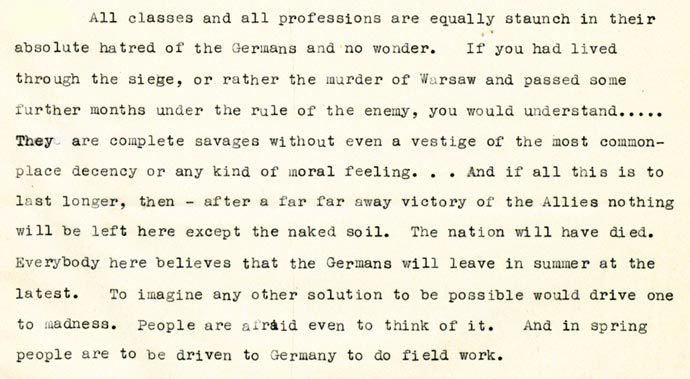 All classes and all professions are equally staunch in their
absolute hatred of the Germans and no wonder. If you had lived
through the siege, or rather the murder of Warsaw and passed some
further months under the rule of the enemy, you would understand.....
They are complete savages without even a vestige of the most common-
place decency or any kind of moral feeling. . . And if all this is to
last longer, then - after a far far away victory of the Allies nothing
will be left here except the naked soil. The nation will have died.
Everybody here believes that the Germans will leave in summer at the
latest. To imagine any other solution to be possible would drive one
to madness. People are afraid even to think of it. And in spring
people are to be driven to Germany to do field work.